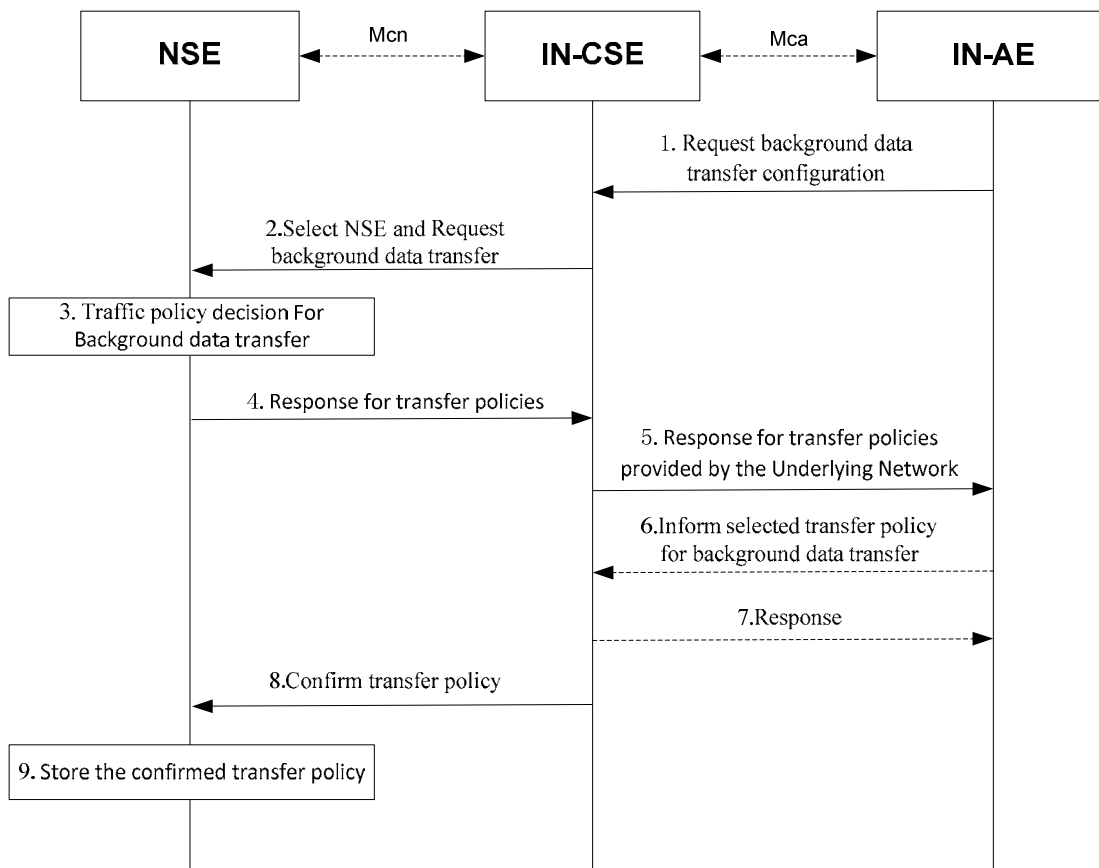 NSE
Mcn
IN-CSE
Mca
IN-AE
1. Request background data
transfer configuration
2.Select NSE and Request
background data transfer
3. Traffic policy decision For
Background data transfer
4. Response for transfer policies
5. Response for transfer policies
provided by the Underlying Network
6.Inform selected transfer policy
for background data transfer
7.Response
8.Confirm transfer policy
9. Store the confirmed transfer policy